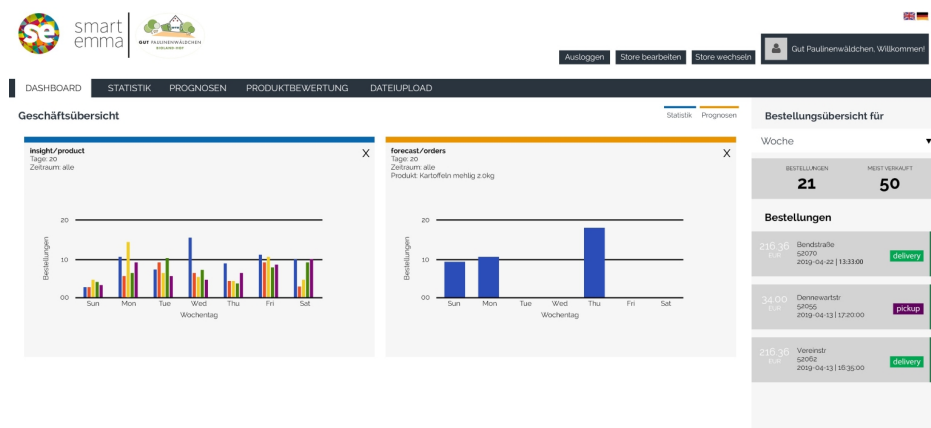 se
smart
emma
GUT PAULINENWÄLDCHEN
BIOLAND HOF
Ausloggen
Store bearbeiten
Store wechseln
Gut Paulinenwäldchen, Willkommen!
DASHBOARD
STATISTIK
PROGNOSEN
PRODUKTBEWERTUNG
DATEIUPLOAD
Geschäftsübersicht
Statistik
Prognosen
insight/product
Tage: 20
Zeitraum: alle
X
20
10
00
Bestellungen
Sun Mon Tue Wed Thu Fri Sat
Wochentag
forecast/orders
Tage: 20
Zeitraum: alle
Produkt: Kartoffeln mehlig 2.0kg
X
20
10
00
Bestellungen
Sun Mon Tue Wed Thu Fri Sat
Wochentag
Bestellungsübersicht für
Woche
BESTELLUNGEN
21
MEIST VERKAUFT
50
Bestellungen
216.36
EUR
Bendstraße
52070
2019-04-22 | 13:33:00
delivery
34.00
EUR
Dennewartstr
52055
2019-04-13 | 17:20:00
pickup
216.36
EUR
Vereinstr
52062
2019-04-13 | 16:35:00
delivery